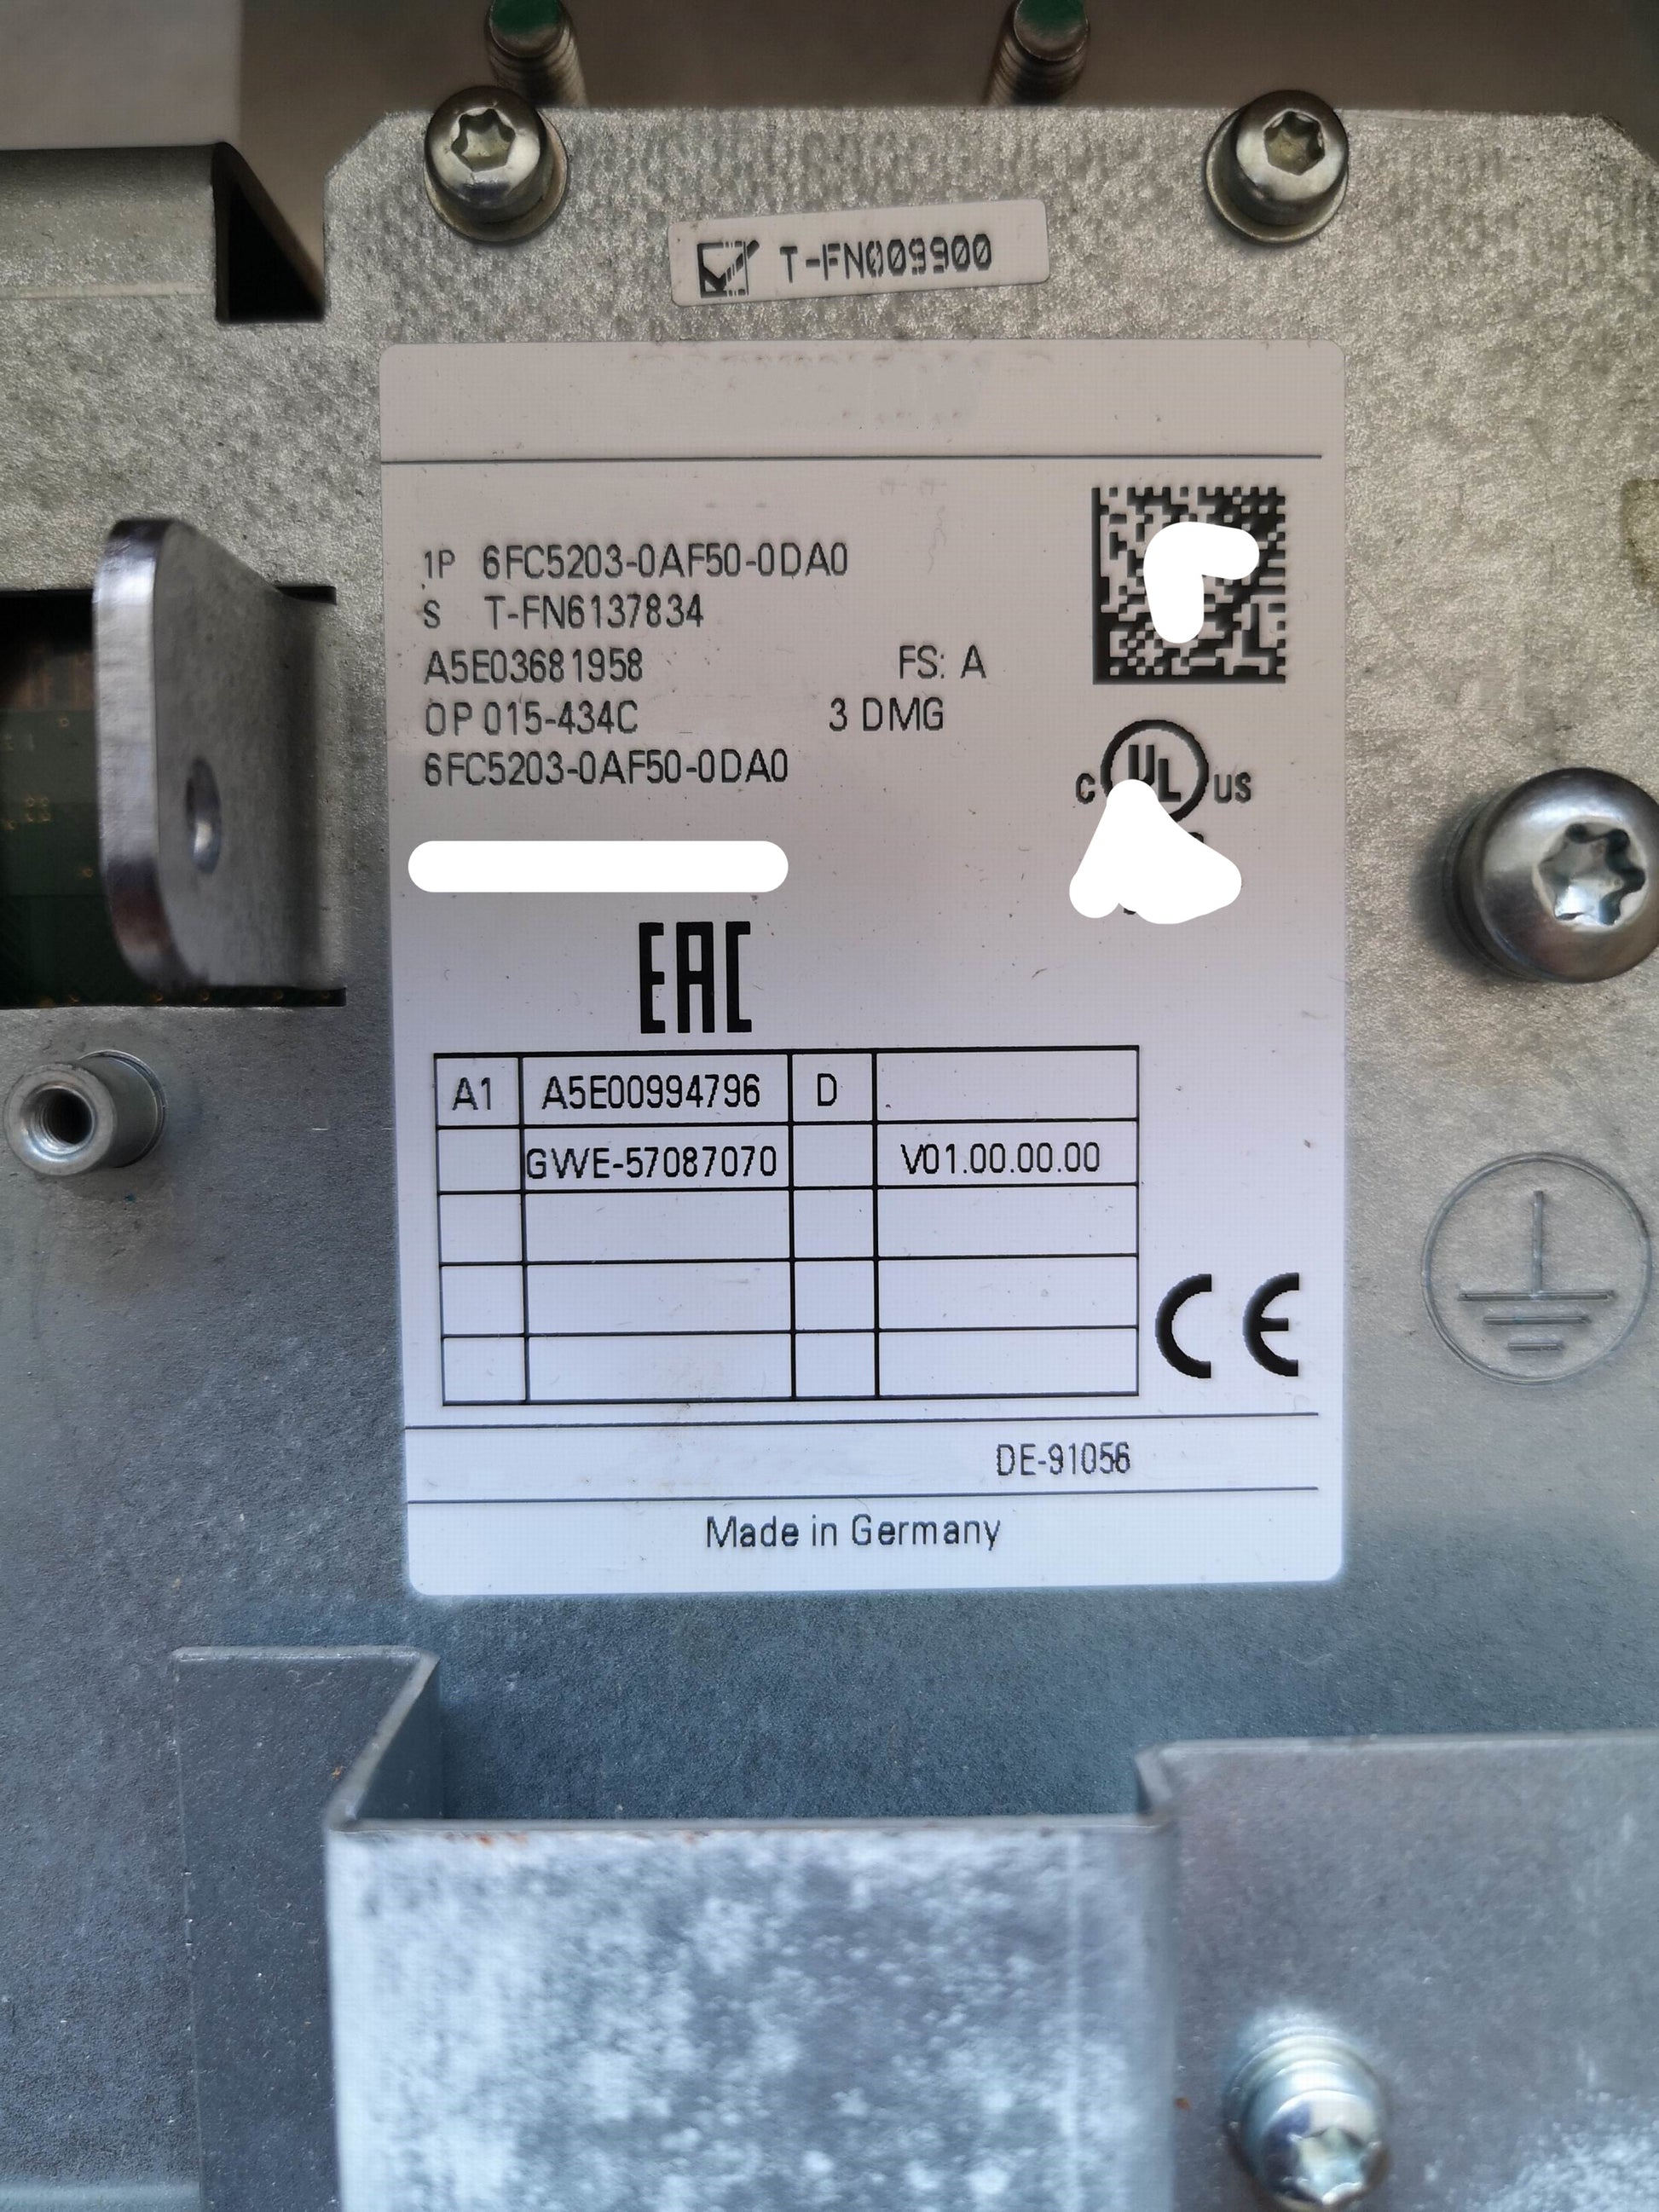 T-FN009900
1P 6FC5203-0AF50-0DA0
S T-FN6137834
A5E03681958 FS: A
OP 015-434C 3 DMG
6FC5203-0AF50-0DA0
C UL US
EAC
A1 A5E00994796 D
GWE-57087070 V01.00.00.00
CE
DE-91056
Made in Germany